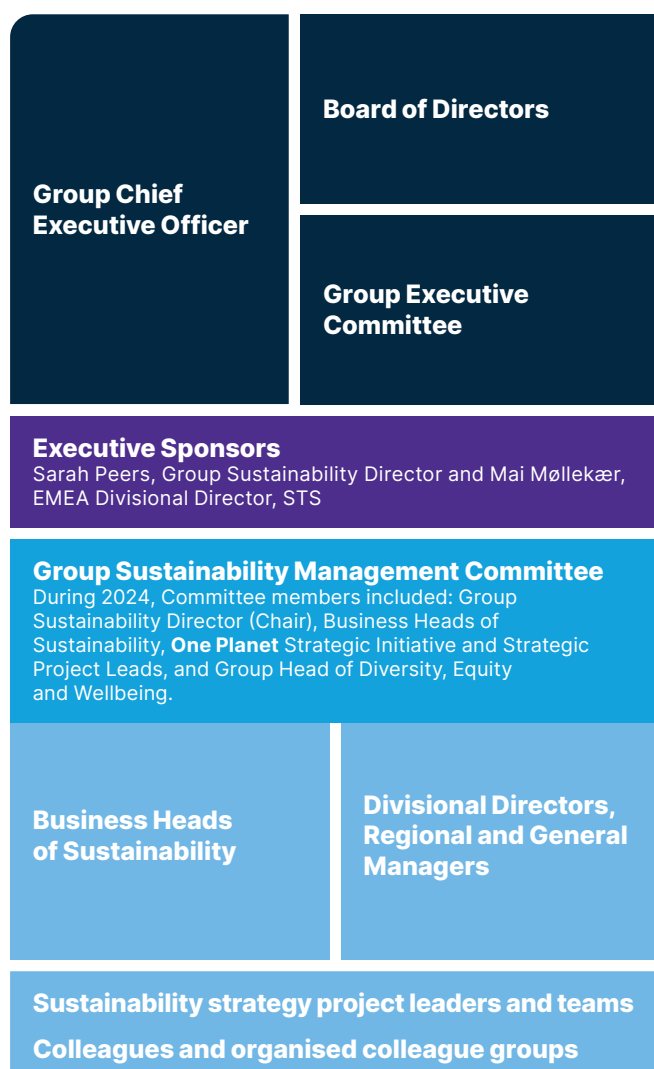 Group Chief
Executive Officer
Board of Directors
Group Executive
Committee
Executive Sponsors
Sarah Peers, Group Sustainability Director and Mai Møllekær,
EMEA Divisional Director, STS
Group Sustainability Management Committee
During 2024, Committee members included: Group
Sustainability Director (Chair), Business Heads of
Sustainability, One Planet Strategic Initiative and Strategic
Project Leads, and Group Head of Diversity, Equity
and Wellbeing.
Business Heads
of Sustainability
Divisional Directors,
Regional and General
Managers
Sustainability strategy project leaders and teams
Colleagues and organised colleague groups